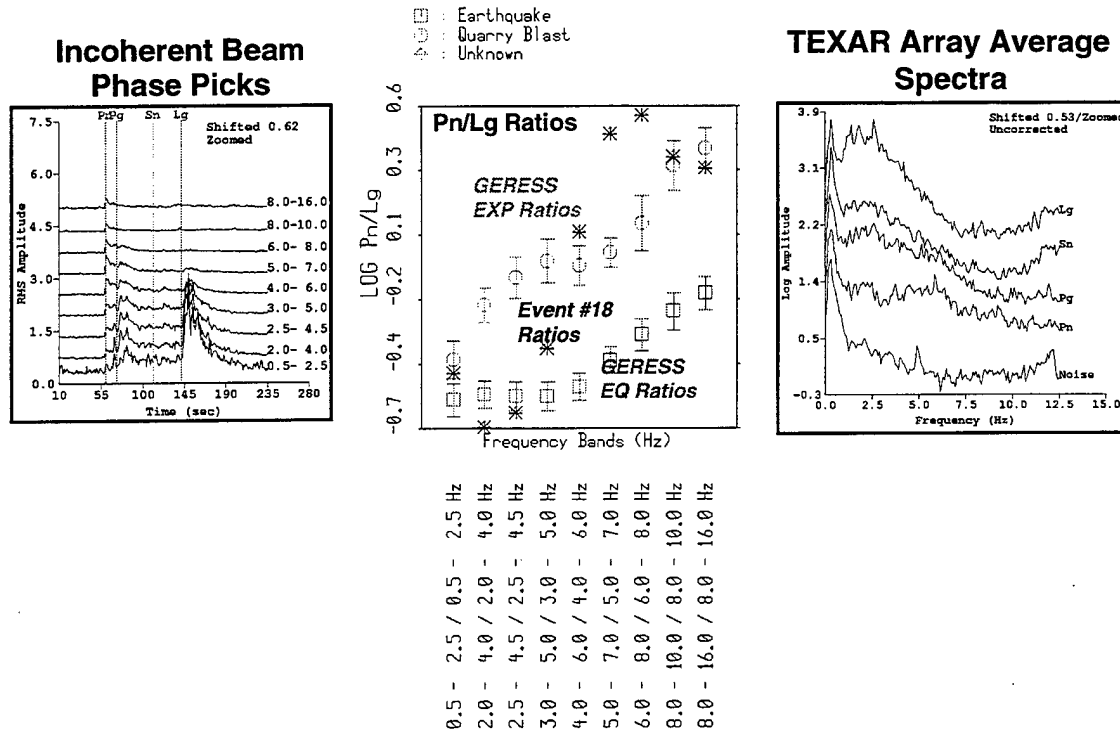 Incoherent Beam
Phase Picks
7.5
6.0
4.5
3.0
1.5
0.0
RMS Amplitude
Pn Pg Sn Lg
Shifted 0.62
Zoomed
8.0-16.0
8.0-10.0
6.0- 8.0
5.0- 7.0
4.0- 6.0
3.0- 5.0
2.5- 4.5
2.0- 4.0
0.5- 2.5
10 55 100 145 190 235 280
Time (sec)
: Earthquake
: Quarry Blast
: Unknown
Pn/Lg Ratios
LOG Pn/Lg
0.6
0.3
0.1
-0.2
-0.4
-0.7
GERESS
EXP Ratios
Event #18
Ratios
GERESS
EQ Ratios
Frequency Bands (Hz)
0.5 - 2.5 / 0.5 - 2.5 Hz
2.0 - 4.0 / 2.0 - 4.0 Hz
2.5 - 4.5 / 2.5 - 4.5 Hz
3.0 - 5.0 / 3.0 - 5.0 Hz
4.0 - 6.0 / 4.0 - 6.0 Hz
5.0 - 7.0 / 5.0 - 7.0 Hz
6.0 - 8.0 / 6.0 - 8.0 Hz
8.0 - 10.0 / 8.0 - 10.0 Hz
8.0 - 16.0 / 8.0 - 16.0 Hz
TEXAR Array Average
Spectra
3.9
3.1
2.2
1.4
0.5
-0.3
Log Amplitude
Shifted 0.53/Zoomed
Uncorrected
Lg
Sn
Pg
Pn
Noise
0.0 2.5 5.0 7.5 10.0 12.5 15.0
Frequency (Hz)